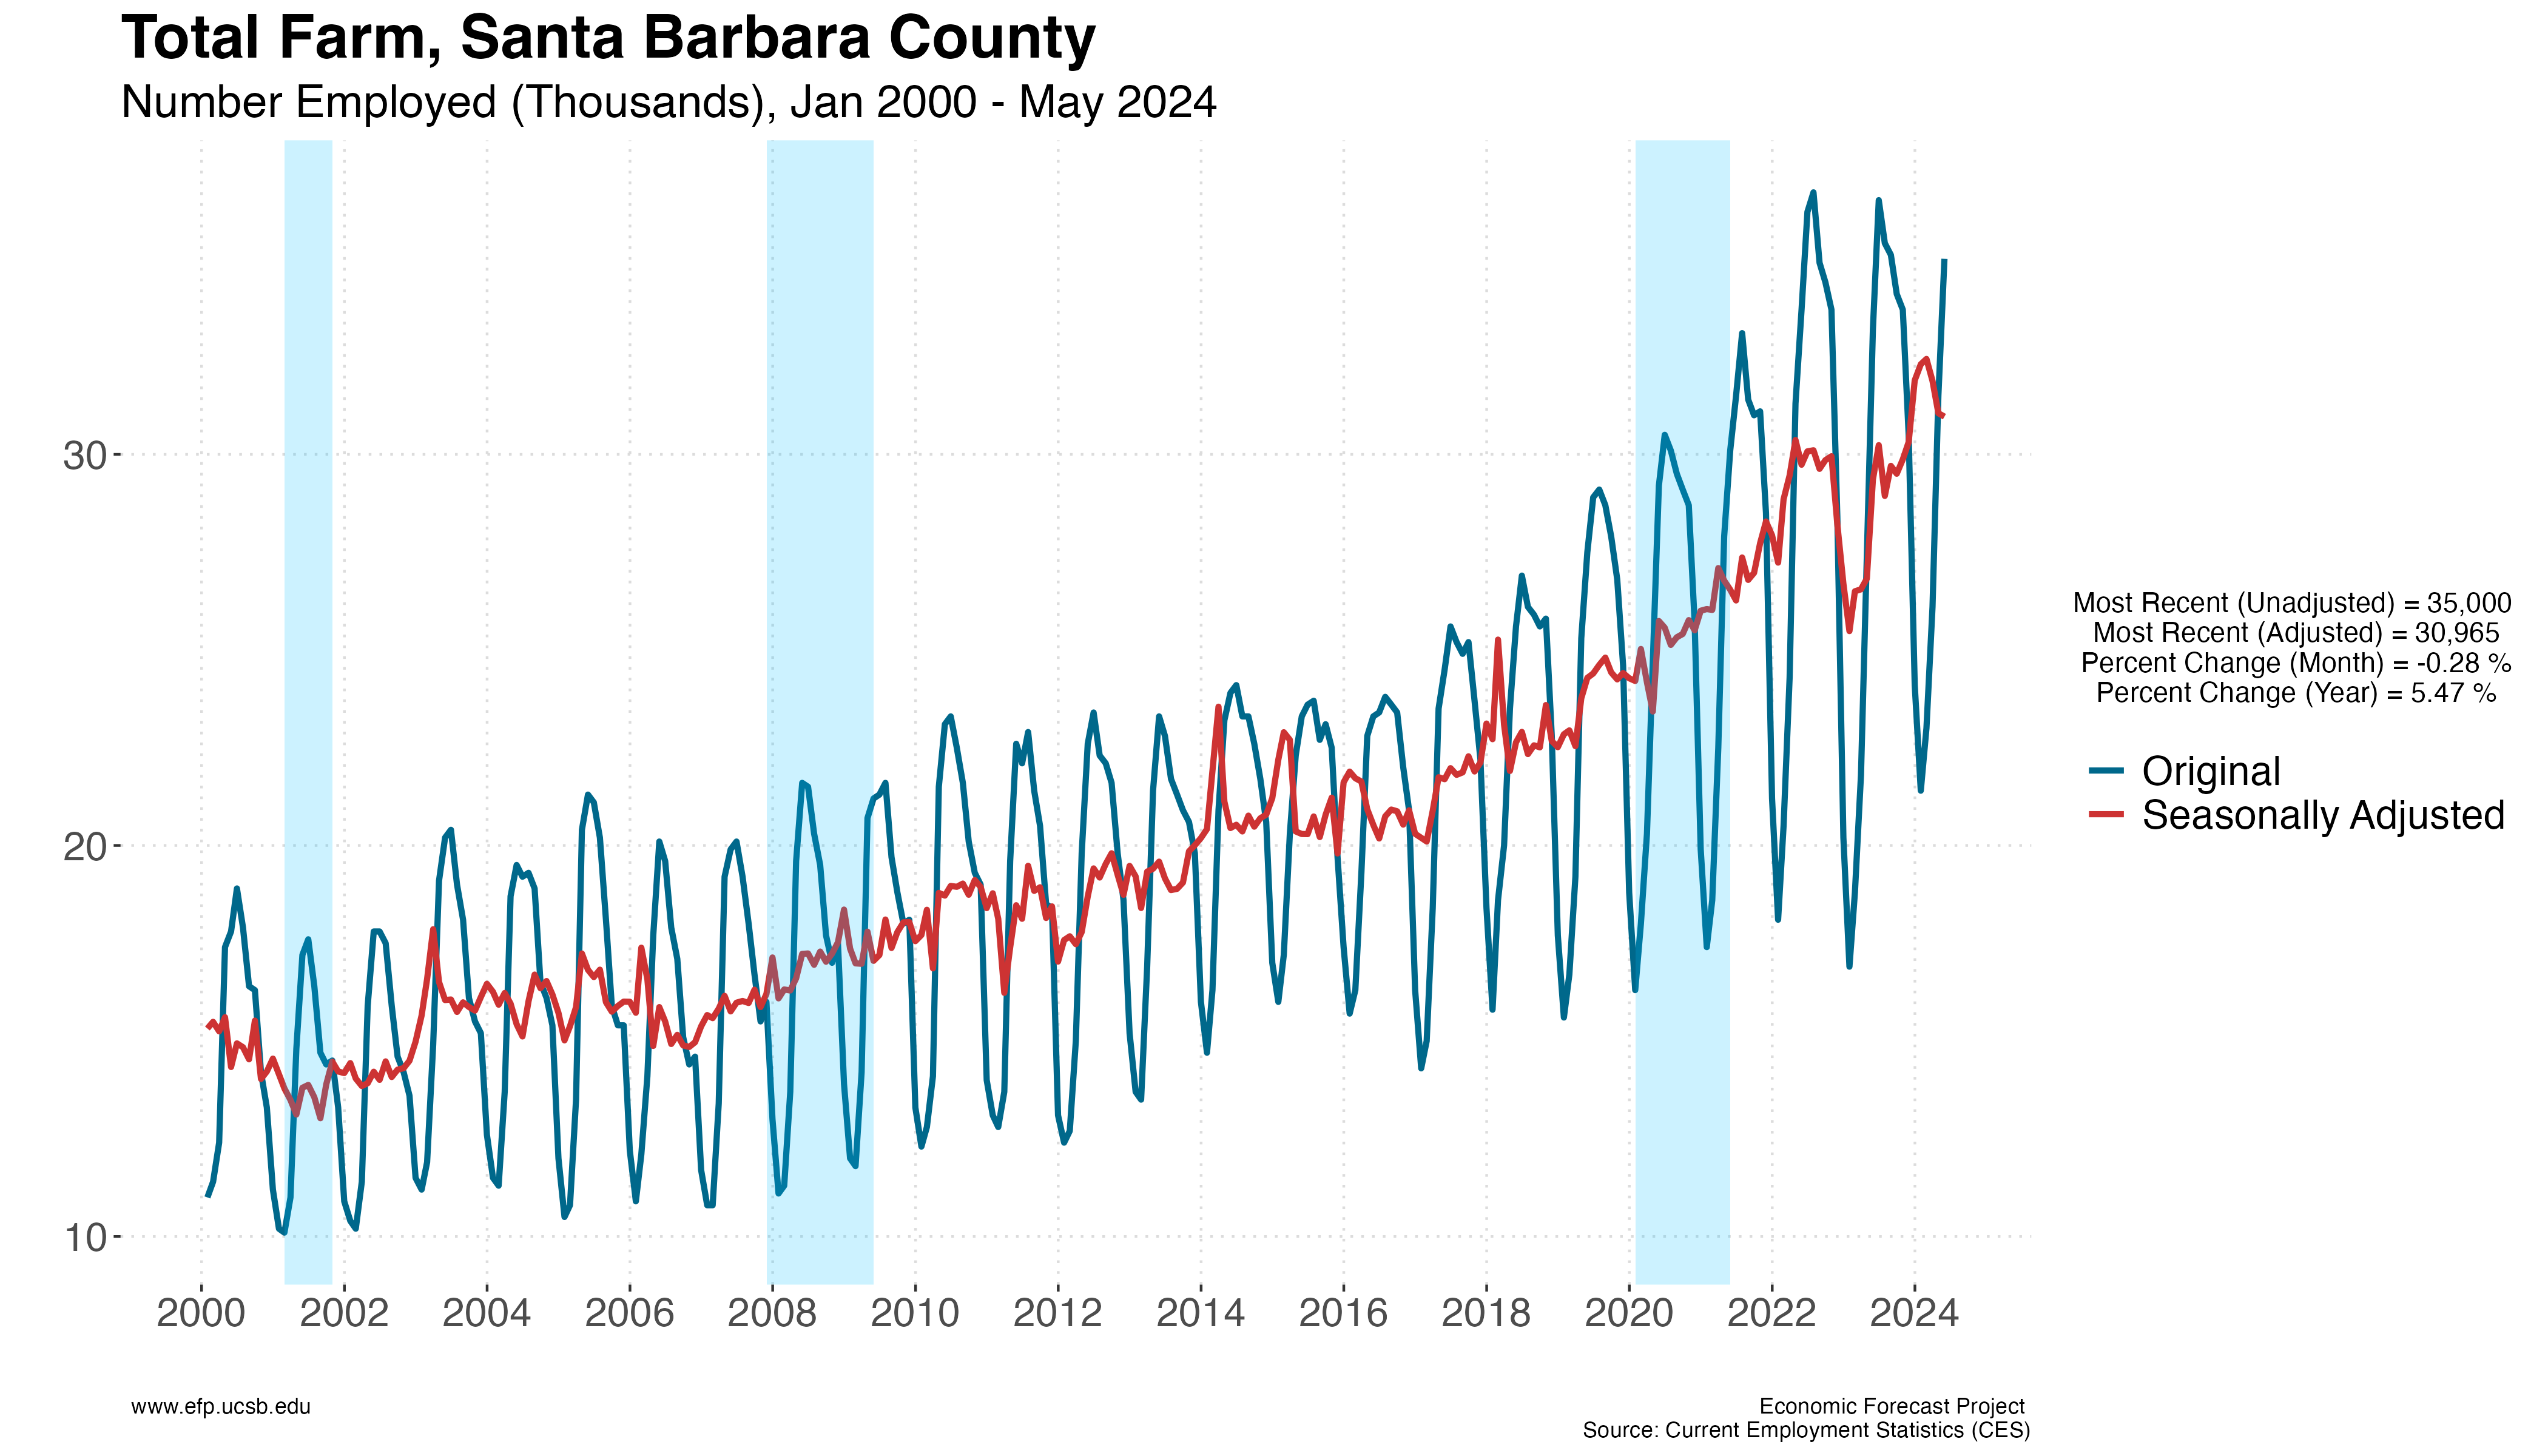 Total Farm, Santa Barbara County
Number Employed (Thousands), Jan 2000 - May 2024
30
20
10
2000 2002 2004 2006 2008 2010 2012 2014 2016 2018 2020 2022 2024
Most Recent (Unadjusted) = 35,000
Most Recent (Adjusted) = 30,965
Percent Change (Month) = -0.28 %
Percent Change (Year) = 5.47 %
Original
Seasonally Adjusted
www.efp.ucsb.edu
Economic Forecast Project
Source: Current Employment Statistics (CES)